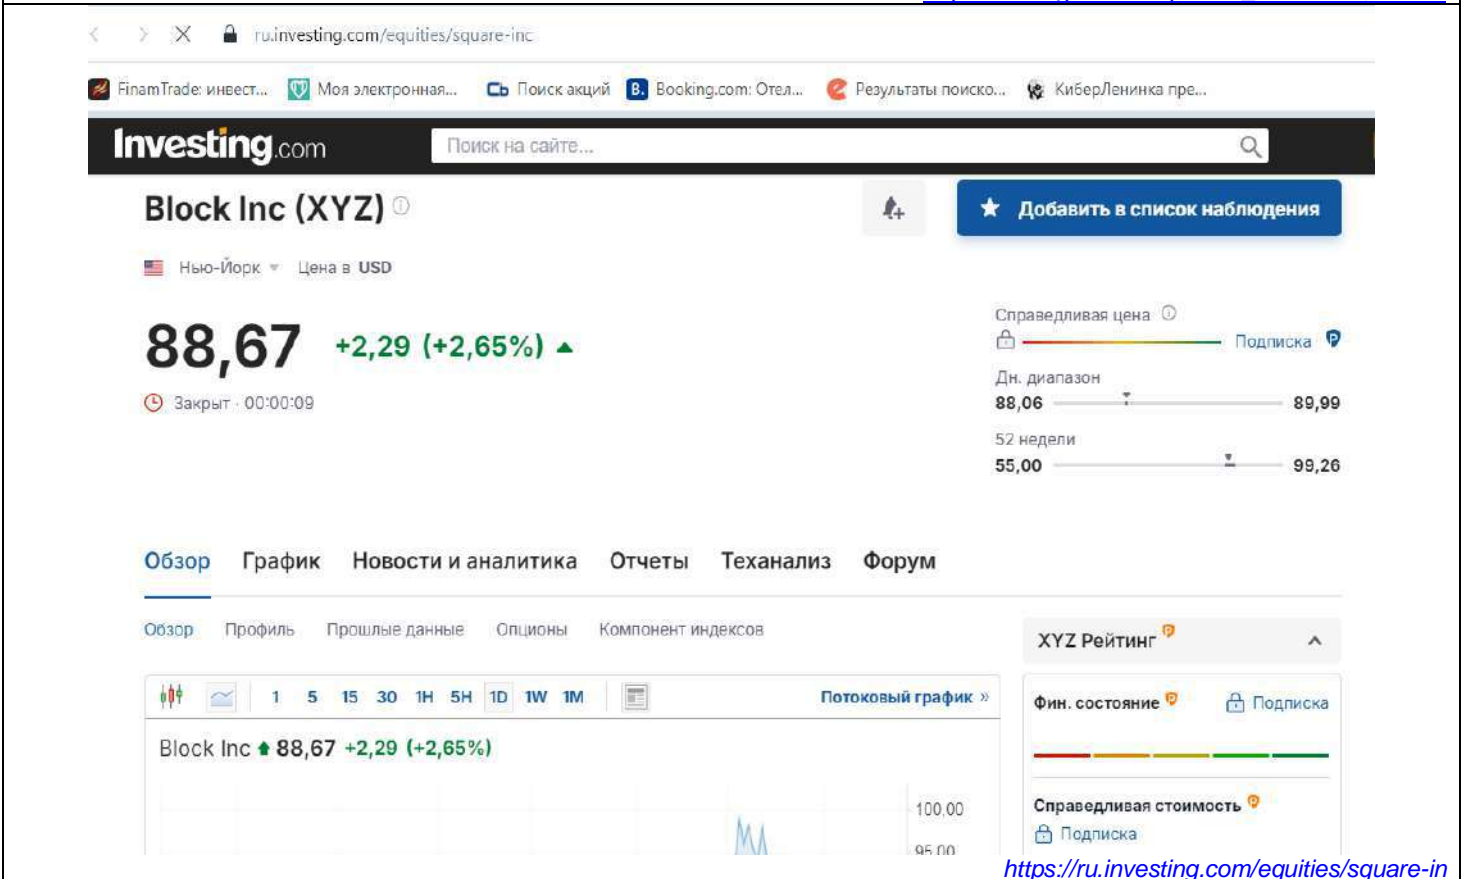 ru.investing.com/equities/square-inc
FinamTrade: инвест... Моя электронная... Сь Поиск акций B. Booking.com: Отел... Результаты поиско... КиберЛенинка пре...
Investing.com Поиск на сайте...
Block Inc (XYZ) Добавить в список наблюдения
Нью-Йорк Цена в USD
88,67 +2,29 (+2,65%)
Закрыт · 00:00:09
Справедливая цена
Подписка
Дн. диапазон
88,06 89,99
52 недели
55,00 99,26
Обзор График Новости и аналитика Отчеты Теханализ Форум
Обзор Профиль Прошлые данные Опционы Компонент индексов
1 5 15 30 1H 5H 1D 1W 1M Потоковый график »
Block Inc 88,67 +2,29 (+2,65%)
100,00
95,00
XYZ Рейтинг
Фин. состояние Подписка
Справедливая стоимость
Подписка
https://ru.investing.com/equities/square-in